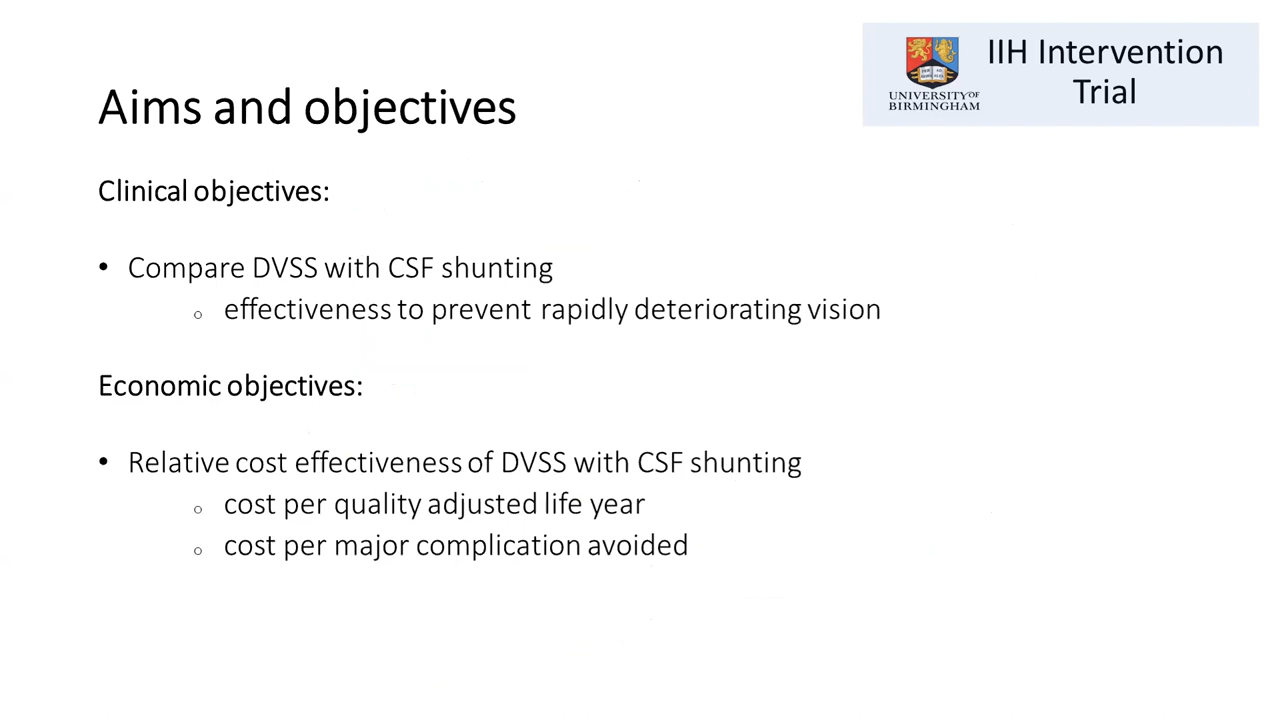 IIH Intervention
Trial
UNIVERSITY OF
BIRMINGHAM
Aims and objectives
Clinical objectives:
• Compare DVSS with CSF shunting
○ effectiveness to prevent rapidly deteriorating vision
Economic objectives:
• Relative cost effectiveness of DVSS with CSF shunting
○ cost per quality adjusted life year
○ cost per major complication avoided